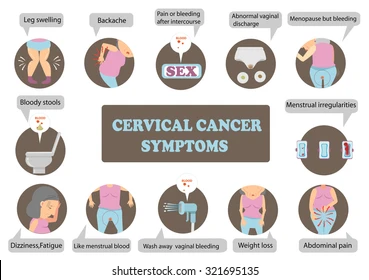 Leg swelling
Backache
Pain or bleeding
after intercourse
Abnormal vaginal
discharge
Menopause but bleeding
BLOOD
SEX
Bloody stools
BLOOD
CERVICAL CANCER
SYMPTOMS
Menstrual irregularities
BLOOD
Dizziness,Fatigue
Like menstrual blood
Wash away vaginal bleeding
Weight loss
Abdominal pain
shutterstock.com · 321695135